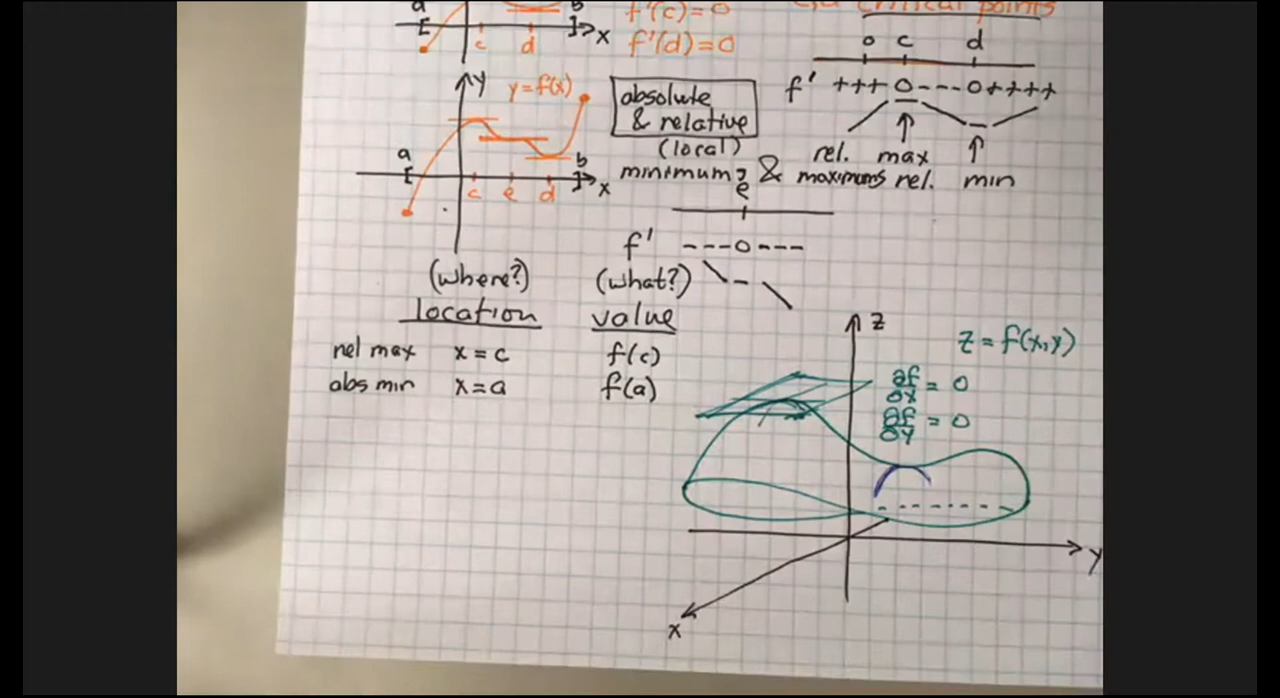 a b x
c d
f'(c)=0
f'(d)=0
critical points
o c d
f' +++0---0++++
y
y=f(x)
absolute
& relative
(local)
minimum? & maximums
rel. max
rel. min
a b x
c e d
e
f' ---0---
(where?) (what?)
location value
rel max x=c f(c)
abs min x=a f(a)
z
z=f(x,y)
∂f/∂x = 0
∂f/∂y = 0
y
x